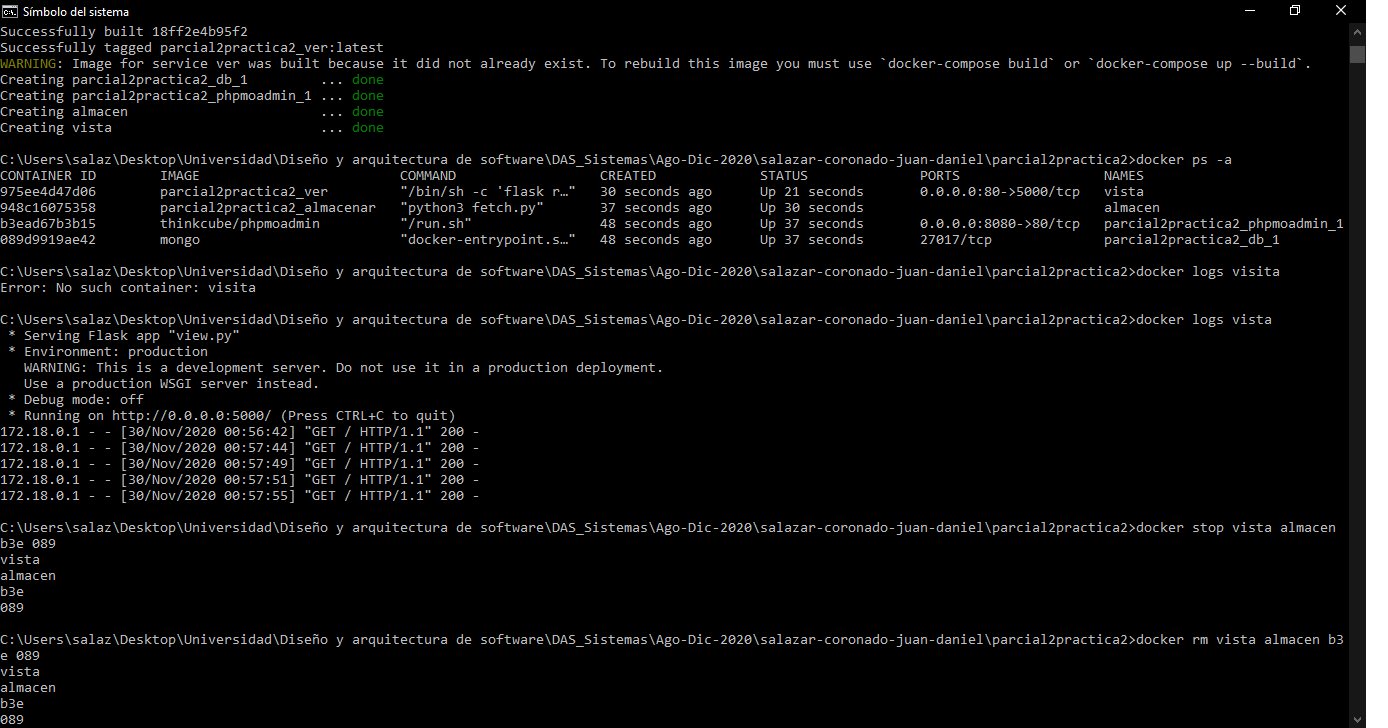 Símbolo del sistema
Successfully built 18ff2e4b95f2
Successfully tagged parcial2practica2_ver:latest
WARNING: Image for service ver was built because it did not already exist. To rebuild this image you must use `docker-compose build` or `docker-compose up --build`.
Creating parcial2practica2_db_1         ... done
Creating parcial2practica2_phpmoadmin_1 ... done
Creating almacen                        ... done
Creating vista                          ... done
C:\Users\salaz\Desktop\Universidad\Diseño y arquitectura de software\DAS_Sistemas\Ago-Dic-2020\salazar-coronado-juan-daniel\parcial2practica2>docker ps -a
CONTAINER ID        IMAGE                         COMMAND                  CREATED             STATUS              PORTS                  NAMES
975ee4d47d06        parcial2practica2_ver         "/bin/sh -c 'flask r…"   30 seconds ago      Up 21 seconds       0.0.0.0:80->5000/tcp   vista
948c16075358        parcial2practica2_almacenar   "python3 fetch.py"       37 seconds ago      Up 30 seconds                              almacen
b3ead67b3b15        thinkcube/phpmoadmin          "/run.sh"                48 seconds ago      Up 37 seconds       0.0.0.0:8080->80/tcp   parcial2practica2_phpmoadmin_1
089d9919ae42        mongo                         "docker-entrypoint.s…"   48 seconds ago      Up 37 seconds       27017/tcp              parcial2practica2_db_1
C:\Users\salaz\Desktop\Universidad\Diseño y arquitectura de software\DAS_Sistemas\Ago-Dic-2020\salazar-coronado-juan-daniel\parcial2practica2>docker logs visita
Error: No such container: visita
C:\Users\salaz\Desktop\Universidad\Diseño y arquitectura de software\DAS_Sistemas\Ago-Dic-2020\salazar-coronado-juan-daniel\parcial2practica2>docker logs vista
 * Serving Flask app "view.py"
 * Environment: production
   WARNING: This is a development server. Do not use it in a production deployment.
   Use a production WSGI server instead.
 * Debug mode: off
 * Running on http://0.0.0.0:5000/ (Press CTRL+C to quit)
172.18.0.1 - - [30/Nov/2020 00:56:42] "GET / HTTP/1.1" 200 -
172.18.0.1 - - [30/Nov/2020 00:57:44] "GET / HTTP/1.1" 200 -
172.18.0.1 - - [30/Nov/2020 00:57:49] "GET / HTTP/1.1" 200 -
172.18.0.1 - - [30/Nov/2020 00:57:51] "GET / HTTP/1.1" 200 -
172.18.0.1 - - [30/Nov/2020 00:57:55] "GET / HTTP/1.1" 200 -
C:\Users\salaz\Desktop\Universidad\Diseño y arquitectura de software\DAS_Sistemas\Ago-Dic-2020\salazar-coronado-juan-daniel\parcial2practica2>docker stop vista almacen
b3e 089
vista
almacen
b3e
089
C:\Users\salaz\Desktop\Universidad\Diseño y arquitectura de software\DAS_Sistemas\Ago-Dic-2020\salazar-coronado-juan-daniel\parcial2practica2>docker rm vista almacen b3
e 089
vista
almacen
b3e
089